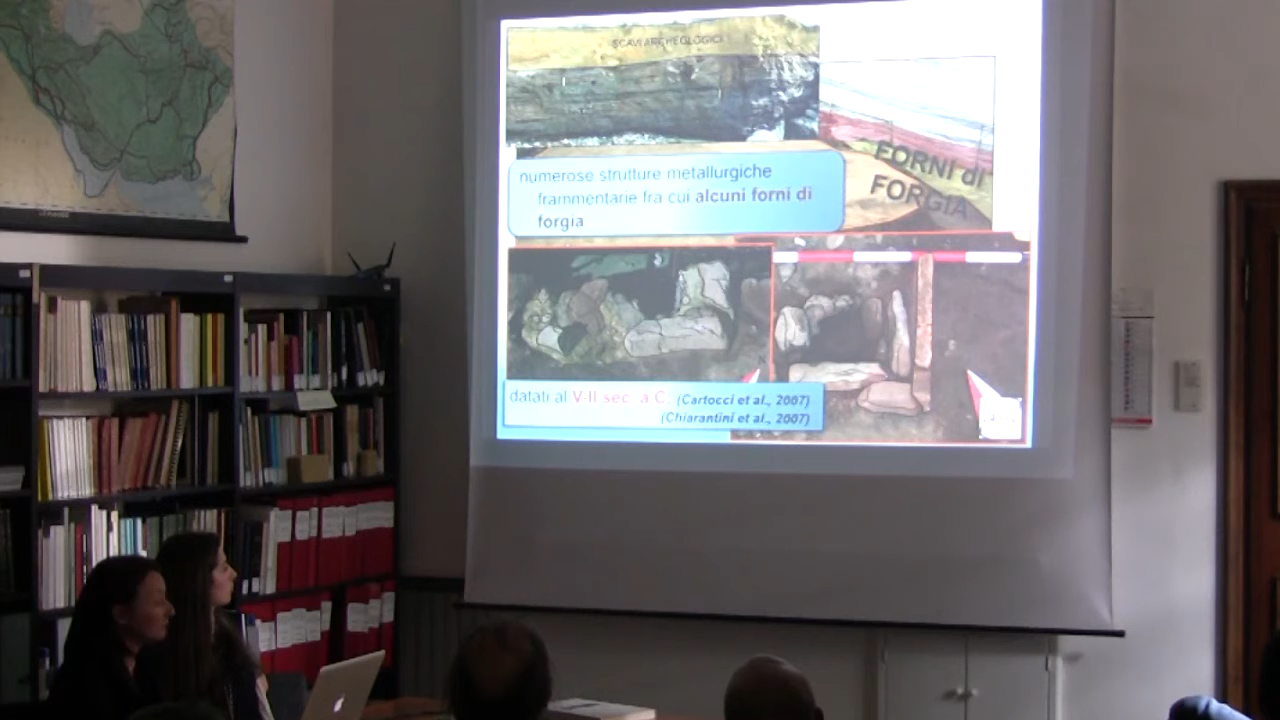 SCAVI ARCHEOLOGICI
FORNI di
FORGIA
numerose strutture metallurgiche
frammentarie fra cui alcuni forni di
forgia
datati al V-II sec. a.C. (Cartocci et al., 2007)
(Chiarantini et al., 2007)